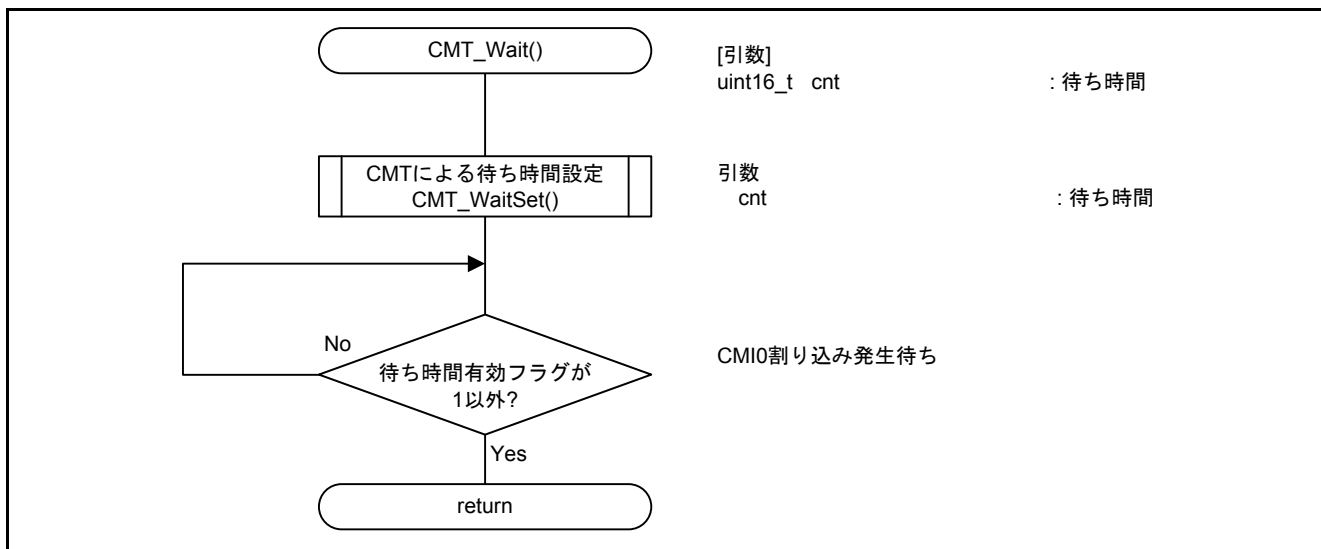 CMT_Wait()
[引数]
uint16_t cnt : 待ち時間
CMTによる待ち時間設定
CMT_WaitSet()
引数
cnt : 待ち時間
No
待ち時間有効フラグが
1以外?
CMI0割り込み発生待ち
Yes
return